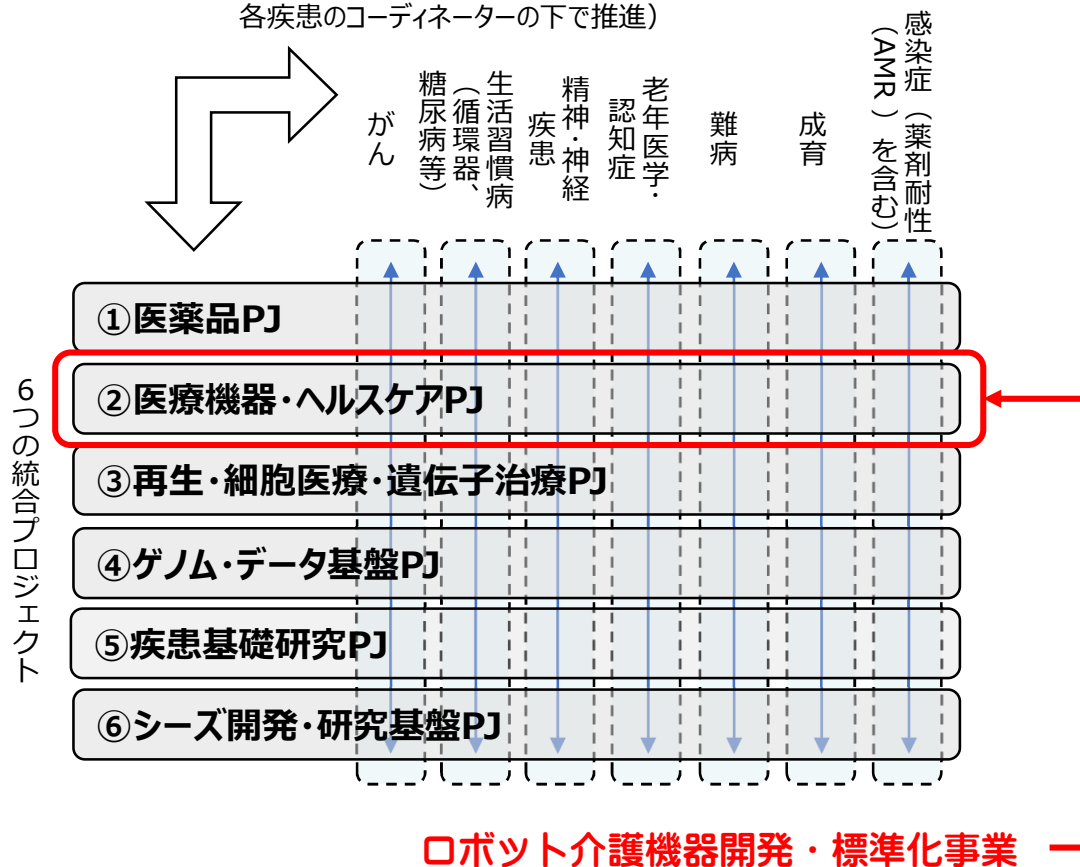 各疾患のコーディネーターの下で推進）
がん
生活習慣病
（循環器、
糖尿病等）
精神・神経
疾患
老年医学・
認知症
難病
成育
感染症（薬剤耐性
（AMR）を含む）
6つの統合プロジェクト
①医薬品PJ
②医療機器・ヘルスケアPJ
③再生・細胞医療・遺伝子治療PJ
④ゲノム・データ基盤PJ
⑤疾患基礎研究PJ
⑥シーズ開発・研究基盤PJ
ロボット介護機器開発・標準化事業